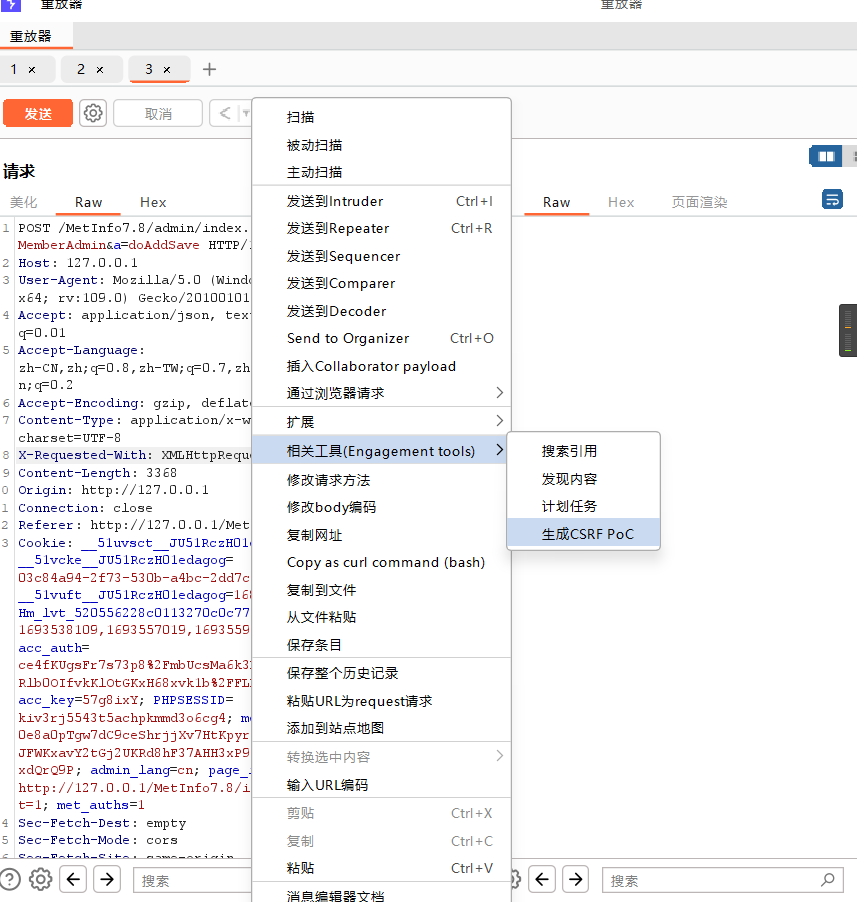 重放器
重放器
重放器
1 ×
2 ×
3 ×
+
发送
取消
<
请求
美化
Raw
Hex
Raw
Hex
页面渲染
1 POST /MetInfo7.8/admin/index.
MemberAdmin&a=doAddSave HTTP/
2 Host: 127.0.0.1
3 User-Agent: Mozilla/5.0 (Wind
x64; rv:109.0) Gecko/20100101
4 Accept: application/json, tex
q=0.01
5 Accept-Language:
zh-CN,zh;q=0.8,zh-TW;q=0.7,zh
n;q=0.2
6 Accept-Encoding: gzip, deflat
7 Content-Type: application/x-w
charset=UTF-8
8 X-Requested-With: XMLHttpRequ
9 Content-Length: 3368
0 Origin: http://127.0.0.1
1 Connection: close
2 Referer: http://127.0.0.1/Met
3 Cookie: __51uvsct__JU51RczH01e
__51vcke__JU51RczH01edagog=
03c84a94-2f73-530b-a4bc-2dd7c
__51vuft__JU51RczH01edagog=16
Hm_lvt_520556228c0113270c0c77
1693538109,1693557019,1693559
acc_auth=
ce4fKUgsFr7s73p8%2FmbUcsMa6k3
R1b0OIfvkKlOtGKxH68xvk1b%2FFL
acc_key=57g8ixY; PHPSESSID=
kiv3rj5543t5achpkmmd3o6cg4; m
0e8a0pTgw7dC9ceShrjjXv7HtKpyr
JFWKxavY2tGj2UKRd8hF37AHH3xP9
xdQrQ9P; admin_lang=cn; page_
http://127.0.0.1/MetInfo7.8/i
t=1; met_auths=1
4 Sec-Fetch-Dest: empty
5 Sec-Fetch-Mode: cors
6 Sec-Fetch-Site: same-origin
扫描
被动扫描
主动扫描
发送到Intruder Ctrl+I
发送到Repeater Ctrl+R
发送到Sequencer
发送到Comparer
发送到Decoder
Send to Organizer Ctrl+O
插入Collaborator payload
通过浏览器请求 >
扩展 >
相关工具(Engagement tools) >
修改请求方法
修改body编码
复制网址
Copy as curl command (bash)
复制到文件
从文件粘贴
保存条目
保存整个历史记录
粘贴URL为request请求
添加到站点地图
转换选中内容 >
输入URL编码
剪贴 Ctrl+X
复制 Ctrl+C
粘贴 Ctrl+V
消息编辑器文档
搜索引用
发现内容
计划任务
生成CSRF PoC
?
搜索
搜索